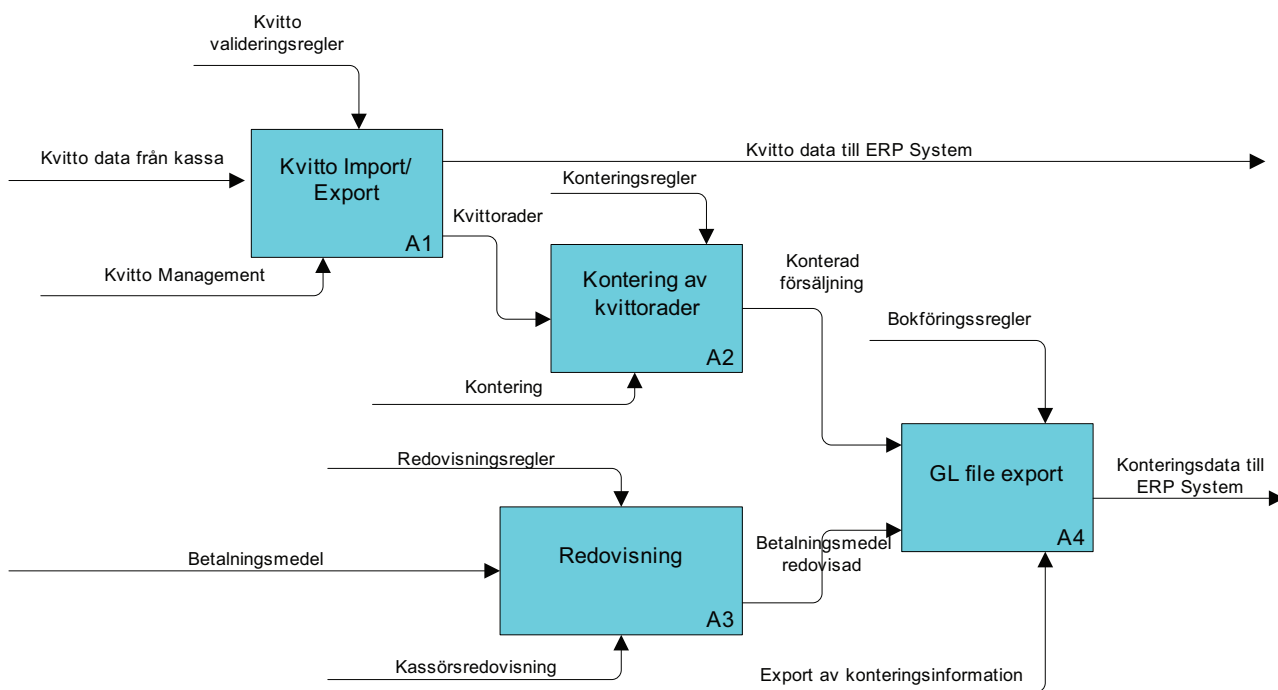 Kvitto
valideringsregler
Kvitto data från kassa
Kvitto Import/
Export
A1
Kvitto data till ERP System
Kvitto Management
Kvittorader
Konteringsregler
Kontering av
kvittorader
A2
Kontering
Konterad
försäljning
Bokföringssregler
GL file export
A4
Konteringsdata till
ERP System
Redovisningsregler
Betalningsmedel
Redovisning
A3
Betalningsmedel
redovisad
Kassörsredovisning
Export av konteringsinformation